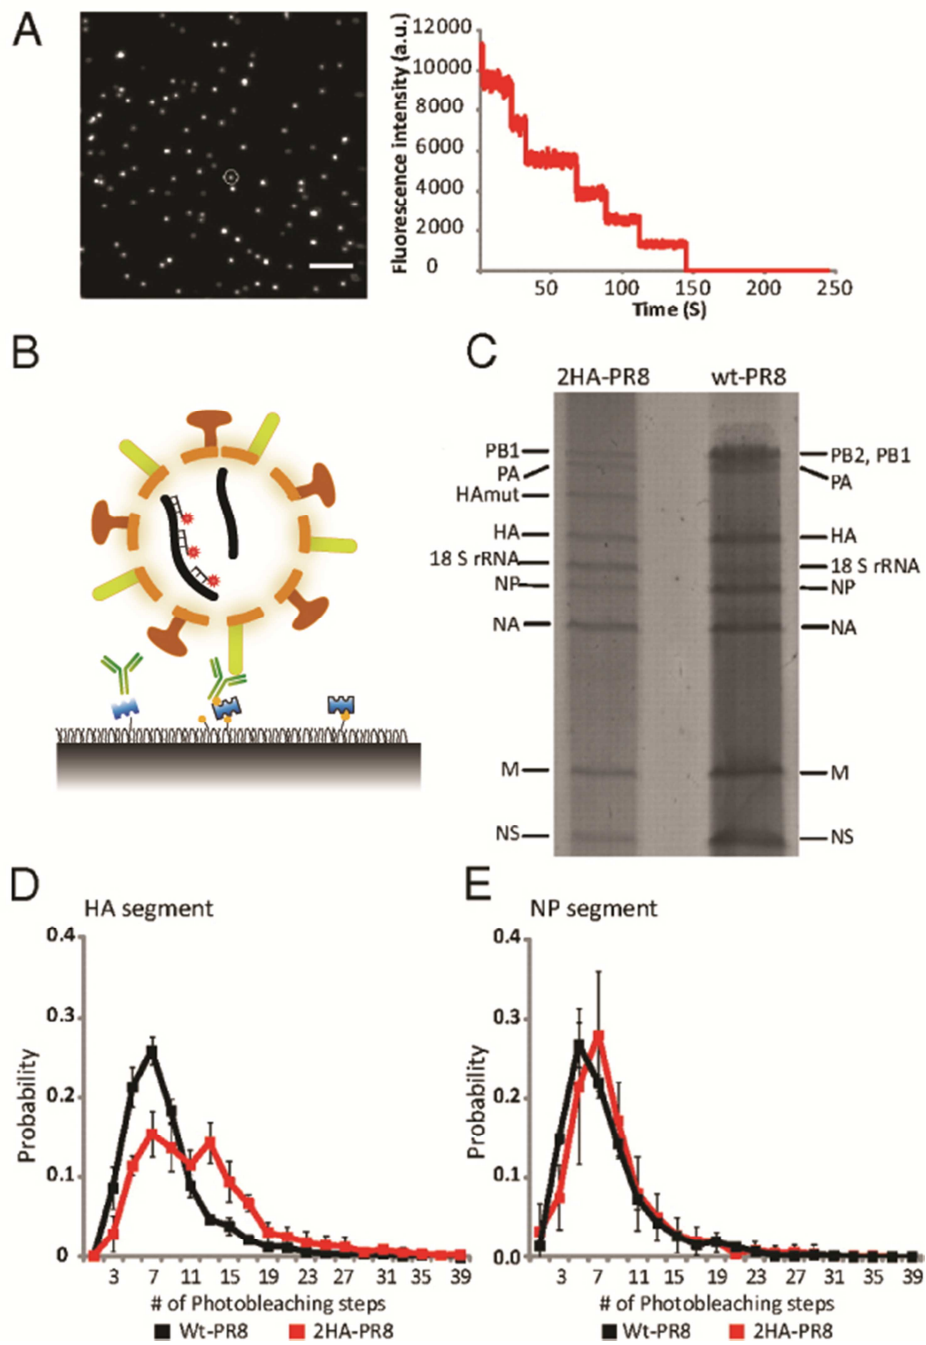 A
Fluorescence intensity (a.u.)
12000
10000
8000
6000
4000
2000
0
50
100
150
200
250
Time (S)
B
C
2HA-PR8
wt-PR8
PB1
PA
HAmut
HA
18 S rRNA
NP
NA
M
NS
PB2, PB1
PA
HA
18 S rRNA
NP
NA
M
NS
D
HA segment
Probability
0.4
0.3
0.2
0.1
0
3
7
11
15
19
23
27
31
35
39
# of Photobleaching steps
Wt-PR8
2HA-PR8
E
NP segment
Probability
0.4
0.3
0.2
0.1
0.0
3
7
11
15
19
21
27
31
35
39
# of Photobleaching steps
Wt-PR8
2HA-PR8